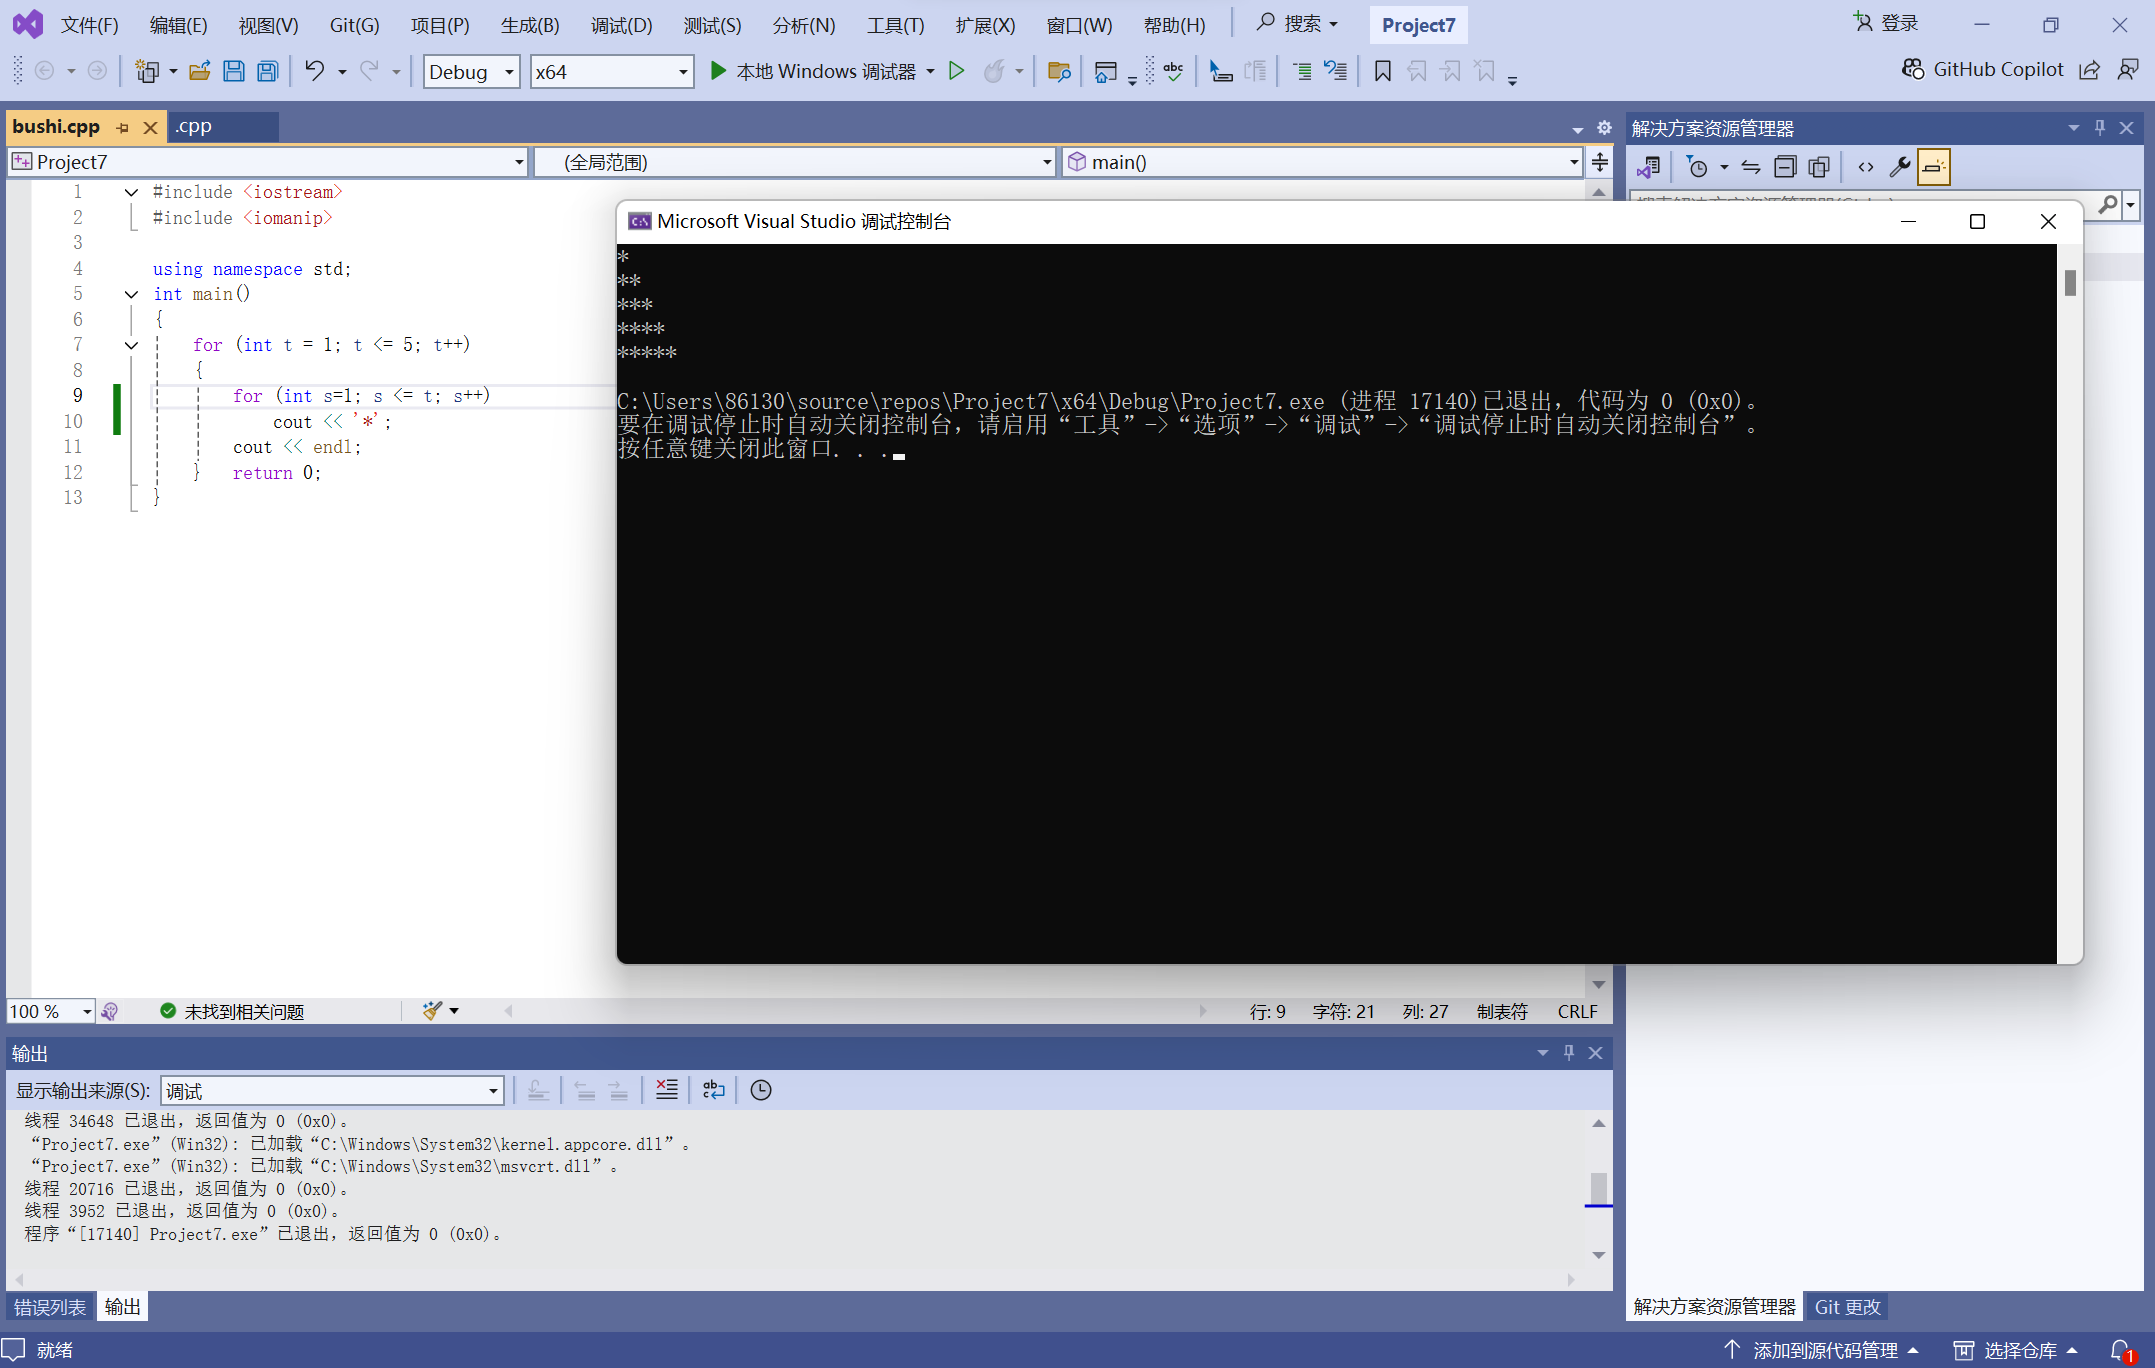 文件(F) 编辑(E) 视图(V) Git(G) 项目(P) 生成(B) 调试(D) 测试(S) 分析(N) 工具(T) 扩展(X) 窗口(W) 帮助(H) 搜索 Project7 登录
Debug x64 本地 Windows 调试器 abc GitHub Copilot
bushi.cpp .cpp
Project7 (全局范围) main()
1 #include <iostream>
2 #include <iomanip>
3
4 using namespace std;
5 int main()
6 {
7 for (int t = 1; t <= 5; t++)
8 {
9 for (int s=1; s <= t; s++)
10 cout << '*';
11 cout << endl;
12 } return 0;
13 }
Microsoft Visual Studio 调试控制台
*
**
***
****
*****
C:\Users\86130\source\repos\Project7\x64\Debug\Project7.exe (进程 17140)已退出，代码为 0 (0x0)。
要在调试停止时自动关闭控制台，请启用“工具”->“选项”->“调试”->“调试停止时自动关闭控制台”。
按任意键关闭此窗口. . .
解决方案资源管理器
100 % 未找到相关问题 行: 9 字符: 21 列: 27 制表符 CRLF
输出
显示输出来源(S): 调试
线程 34648 已退出，返回值为 0 (0x0)。
“Project7.exe”(Win32): 已加载“C:\Windows\System32\kernel.appcore.dll”。
“Project7.exe”(Win32): 已加载“C:\Windows\System32\msvcrt.dll”。
线程 20716 已退出，返回值为 0 (0x0)。
线程 3952 已退出，返回值为 0 (0x0)。
程序“[17140] Project7.exe”已退出，返回值为 0 (0x0)。
错误列表 输出
解决方案资源管理器 Git 更改
就绪 添加到源代码管理 选择仓库 1